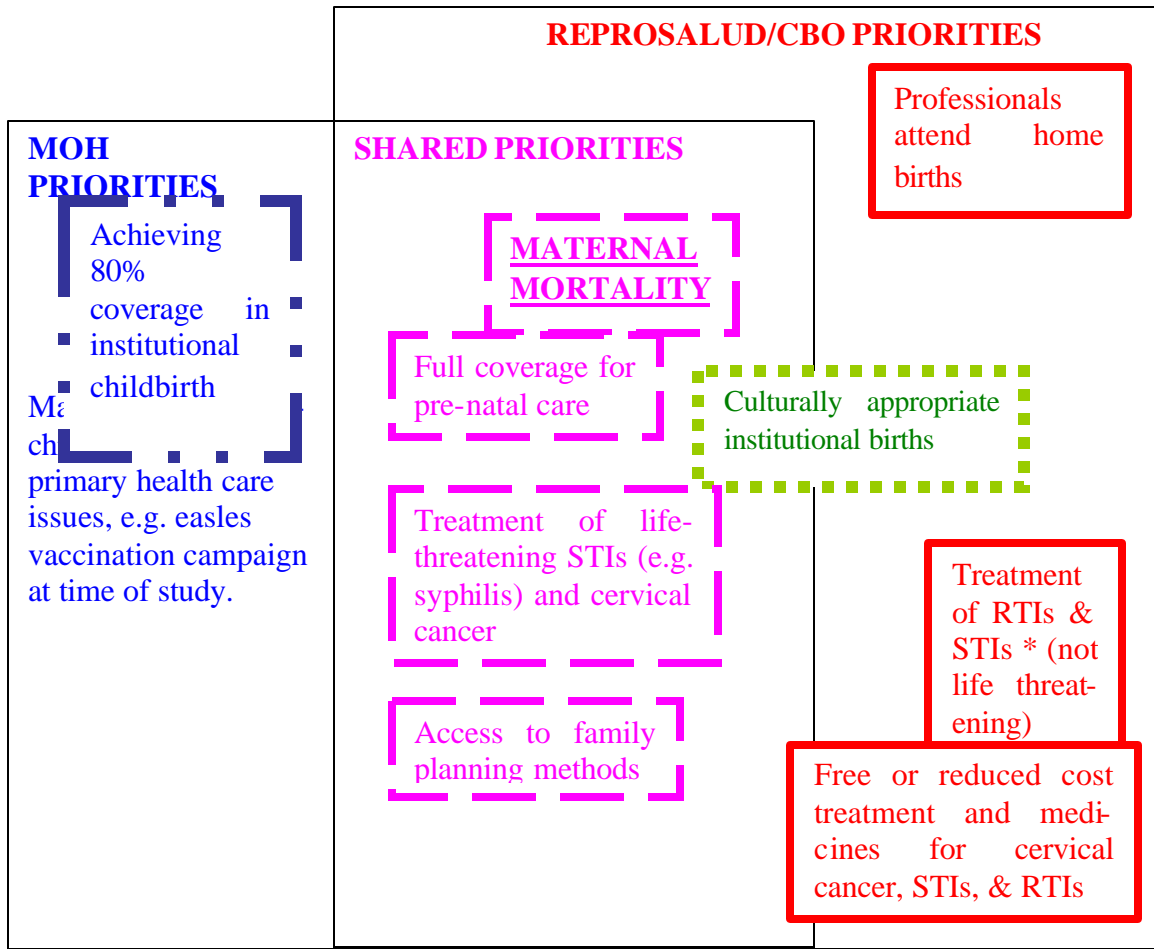 REPROSALUD/CBO PRIORITIES
Professionals
attend home
births
MOH
PRIORITIES
SHARED PRIORITIES
Achieving
80%
coverage in
institutional
childbirth
primary health care
issues, e.g. easles
vaccination campaign
at time of study.
MATERNAL
MORTALITY
Full coverage for
pre-natal care
Culturally appropriate
institutional births
Treatment of life-
threatening STIs (e.g.
syphilis) and cervical
cancer
Access to family
planning methods
Treatment
of RTIs &
STIs * (not
life threat-
ening)
Free or reduced cost
treatment and medi-
cines for cervical
cancer, STIs, & RTIs